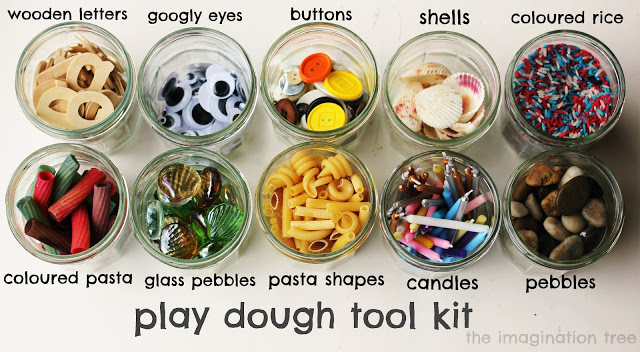 wooden letters
googly eyes
buttons
shells
coloured rice
coloured pasta
glass pebbles
pasta shapes
candles
pebbles
play dough tool kit
the imagination tree